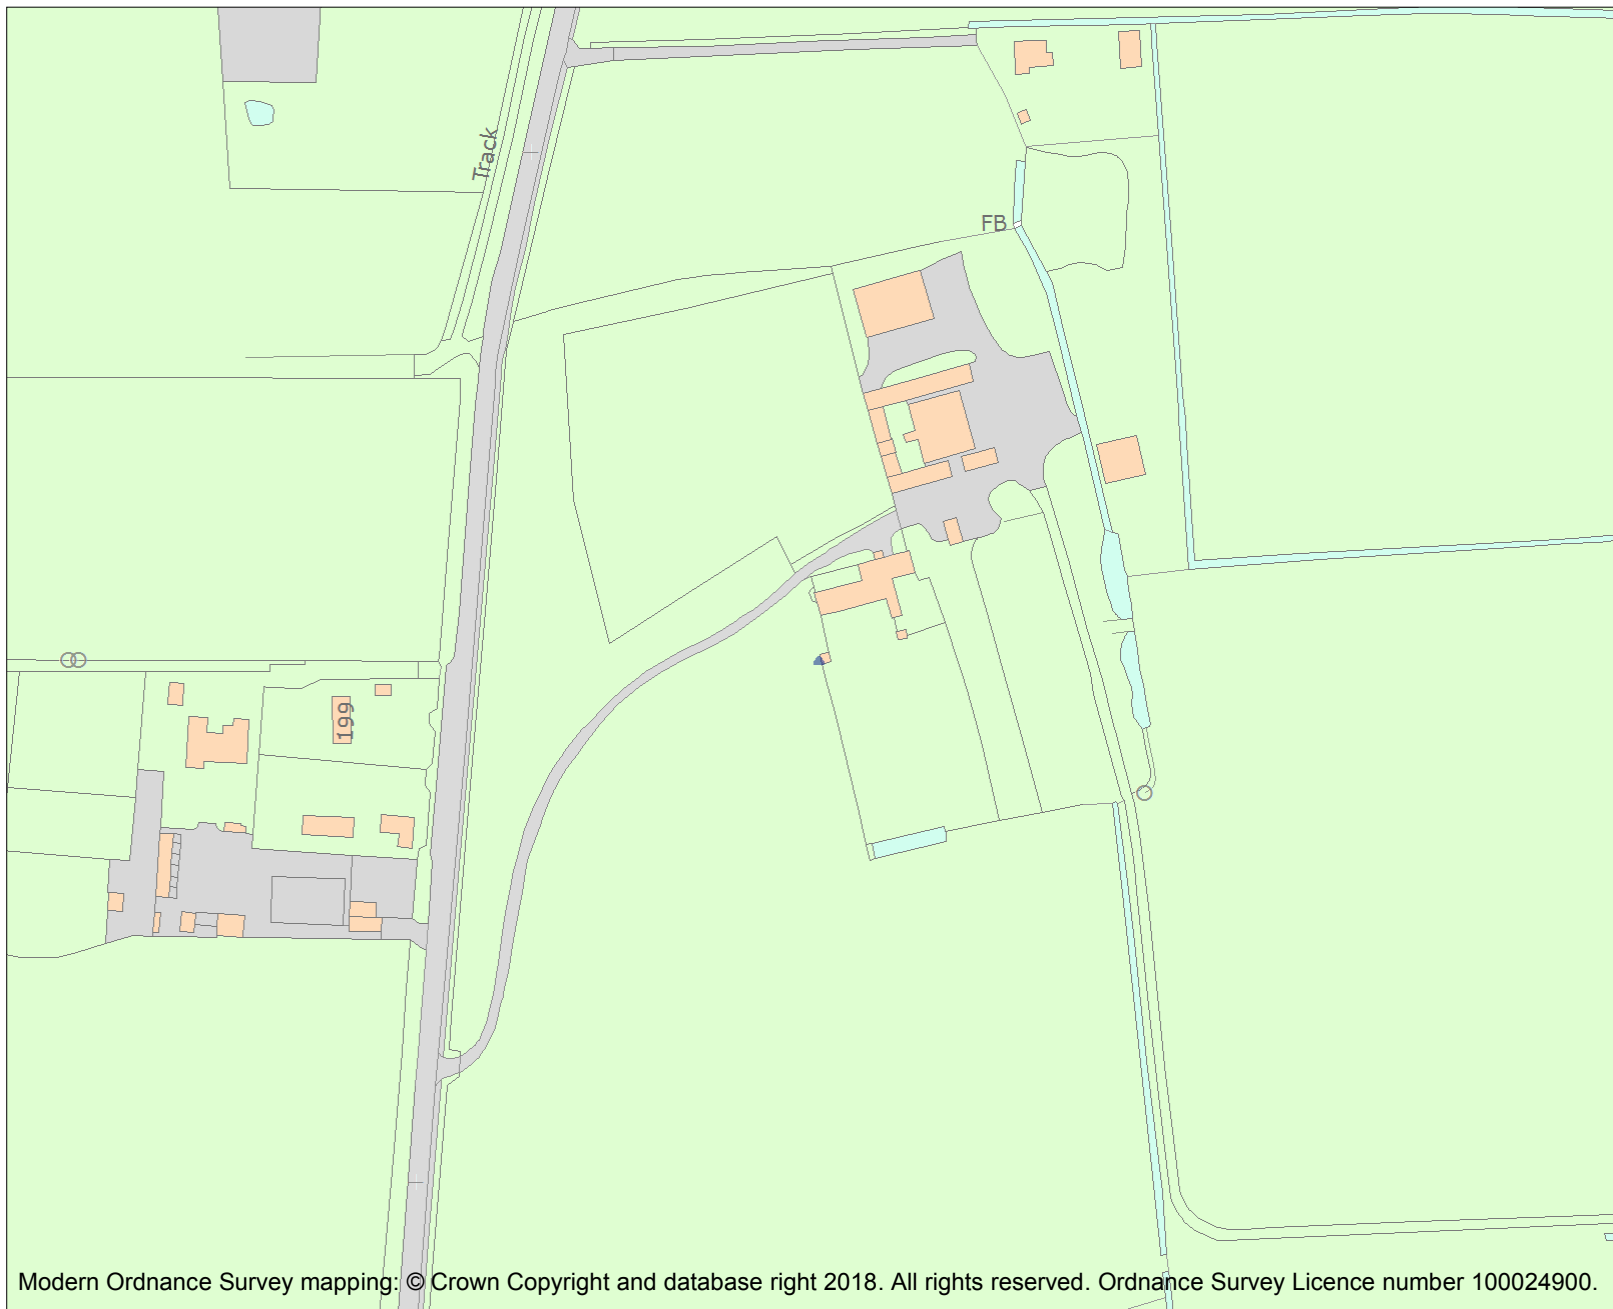 Track
FB
199
Modern Ordnance Survey mapping: © Crown Copyright and database right 2018. All rights reserved. Ordnance Survey Licence number 100024900.